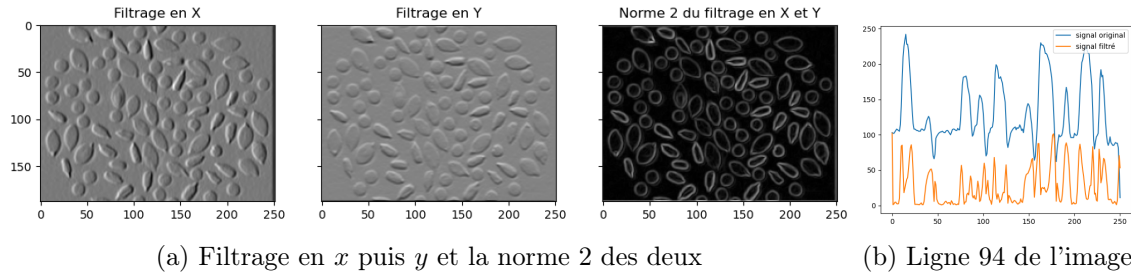 Filtrage en X
Filtrage en Y
Norme 2 du filtrage en X et Y
0
50
100
150
0 50 100 150 200 250
0 50 100 150 200 250
0 50 100 150 200 250
250
200
150
100
50
0
0 50 100 150 200 250
signal original
signal filtré
(a) Filtrage en x puis y et la norme 2 des deux
(b) Ligne 94 de l'image